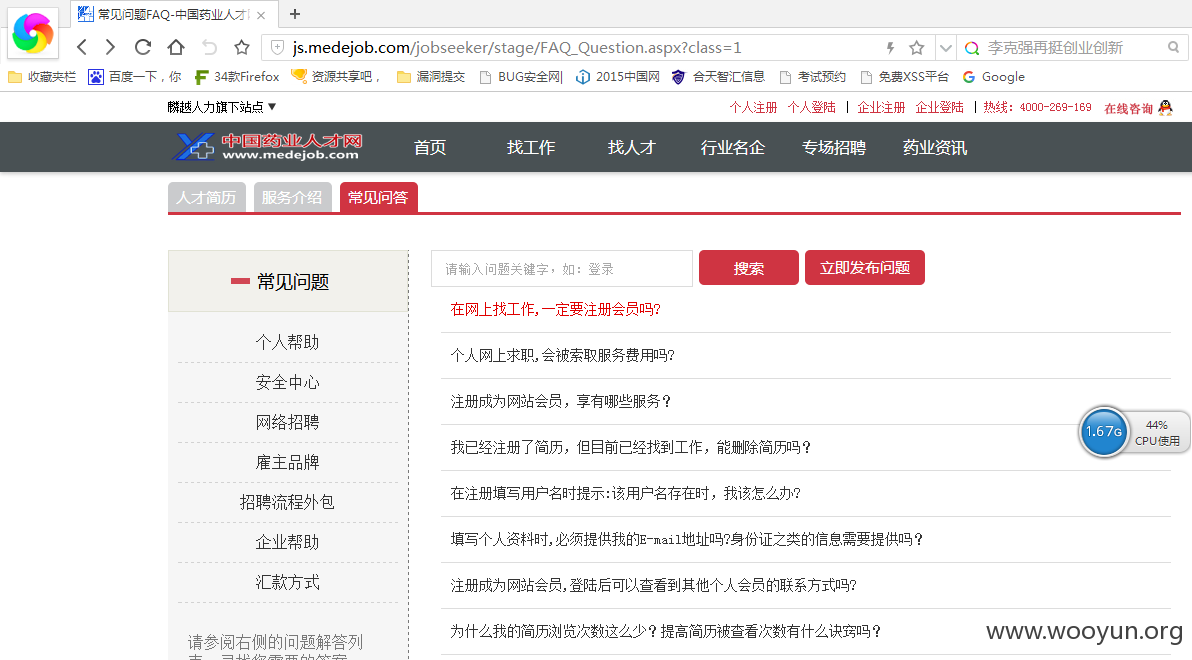 常见问题FAQ-中国药业人才
js.medejob.com/jobseeker/stage/FAQ_Question.aspx?class=1
李克强再挺创业创新
收藏夹栏 百度一下，你 34款Firefox 资源共享吧， 漏洞提交 BUG安全网| 2015中国网 合天智汇信息 考试预约 免费XSS平台 Google
麟越人力旗下站点▼
个人注册 个人登陆 | 企业注册 企业登陆 | 热线: 4000-269-169 在线咨询
中国药业人才网
www.medejob.com
首页 找工作 找人才 行业名企 专场招聘 药业资讯
人才简历 服务介绍 常见问答
常见问题
个人帮助
安全中心
网络招聘
雇主品牌
招聘流程外包
企业帮助
汇款方式
请参阅右侧的问题解答列
表，寻找您需要的答案
请输入问题关键字，如：登录
搜索
立即发布问题
在网上找工作,一定要注册会员吗?
个人网上求职,会被索取服务费用吗?
注册成为网站会员，享有哪些服务？
我已经注册了简历，但目前已经找到工作，能删除简历吗？
在注册填写用户名时提示:该用户名存在时，我该怎么办?
填写个人资料时,必须提供我的E-mail地址吗?身份证之类的信息需要提供吗？
注册成为网站会员,登陆后可以查看到其他个人会员的联系方式吗?
为什么我的简历浏览次数这么少？提高简历被查看次数有什么诀窍吗？
1.67G
44%
CPU使用
www.wooyun.org